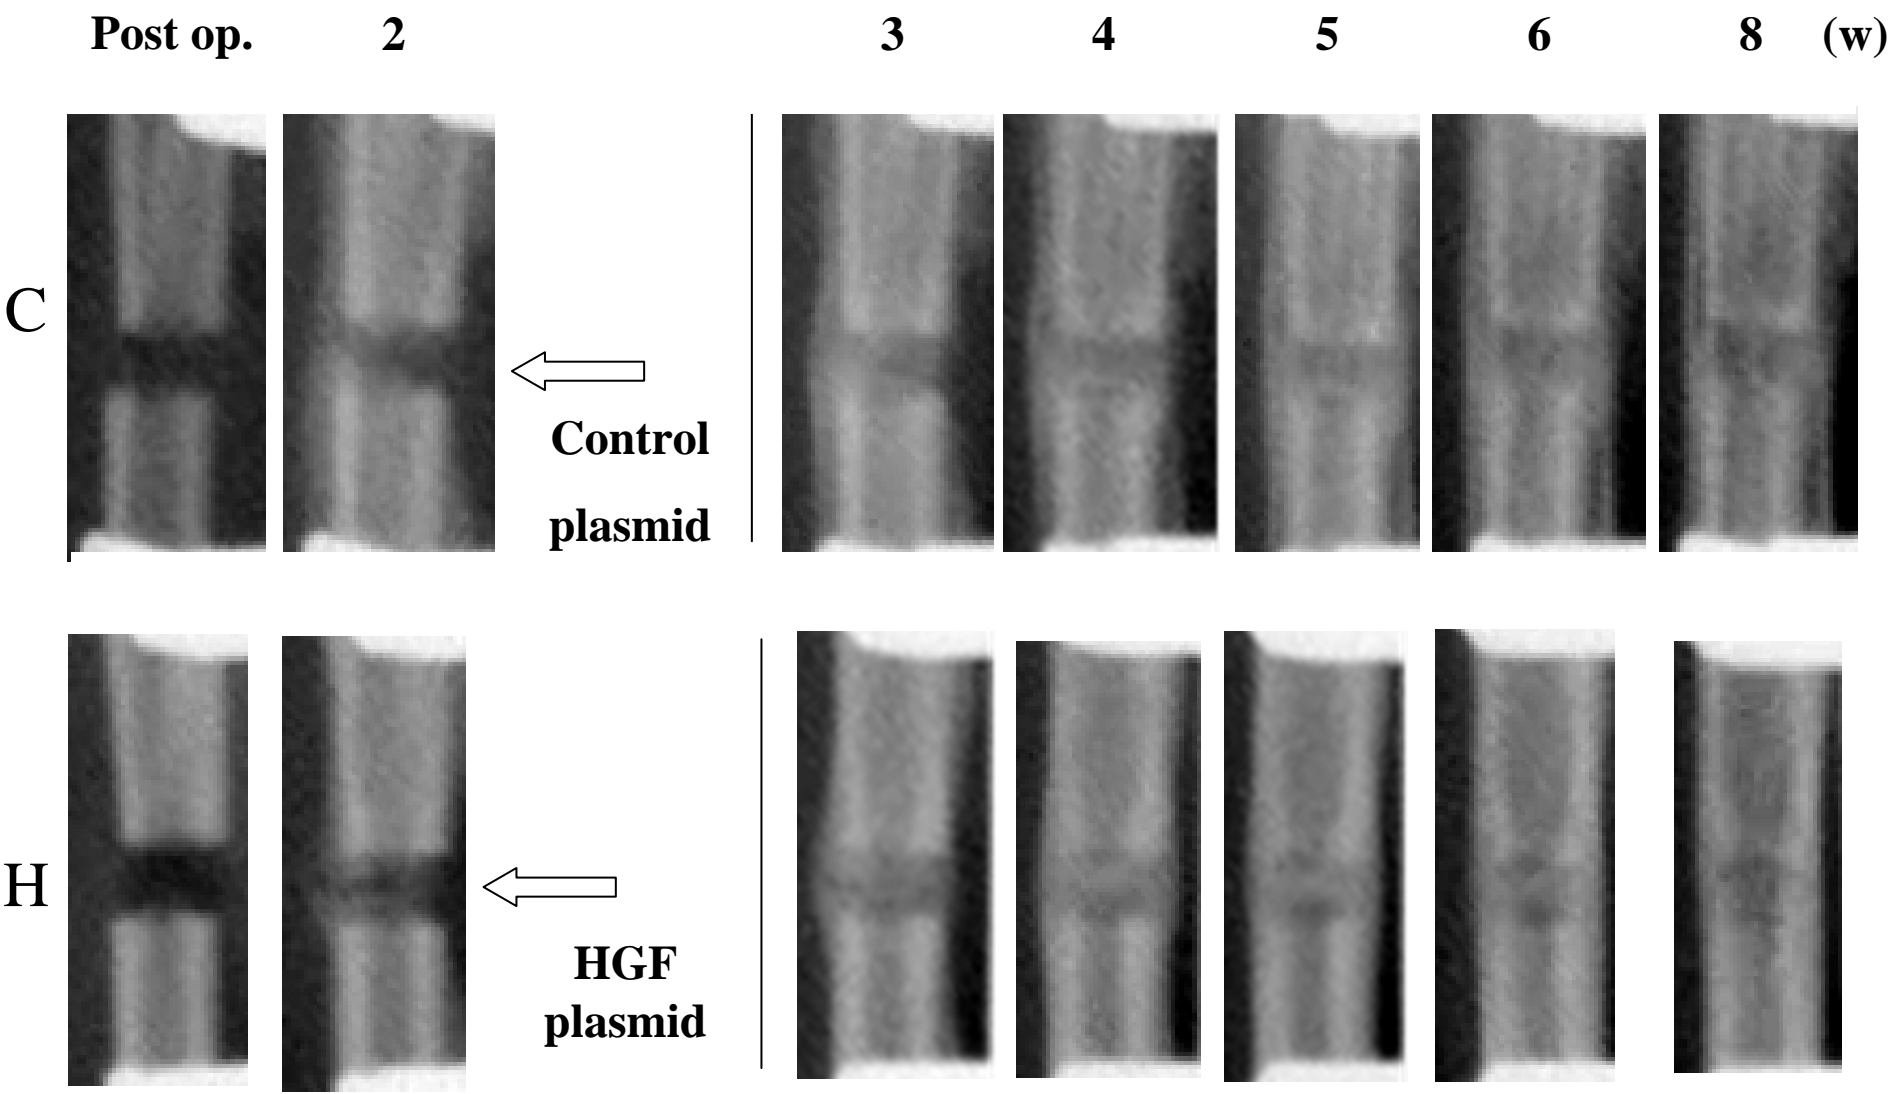 Post op. 2 3 4 5 6 8 (w)
C
Control
plasmid
H
HGF
plasmid